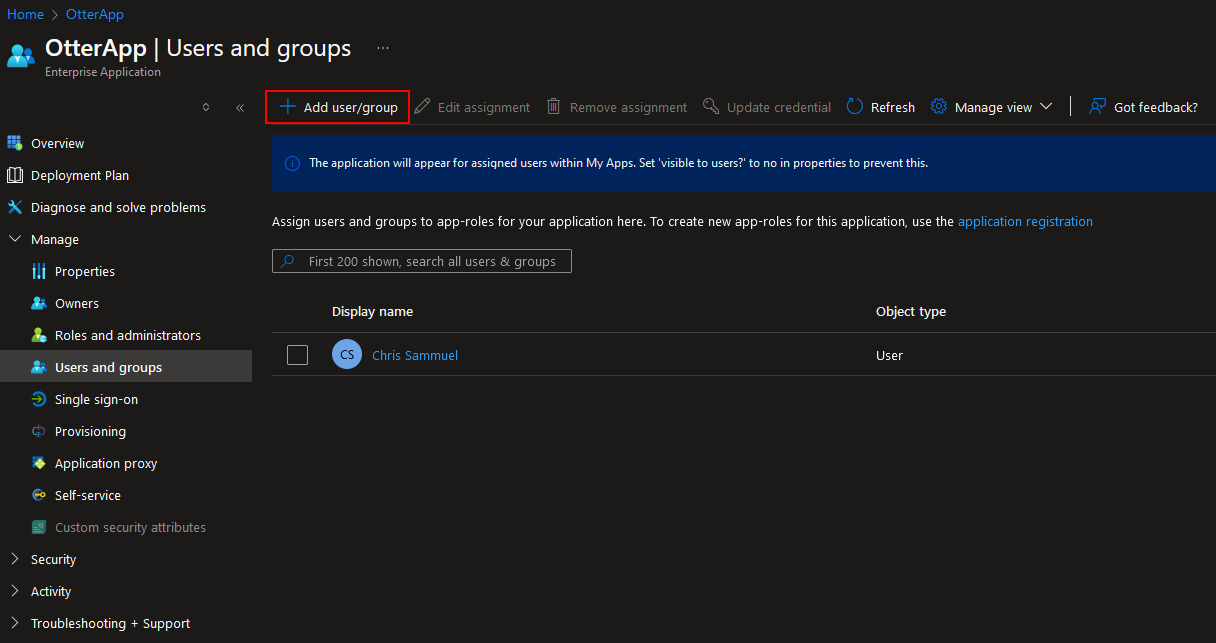 Home > OtterApp
OtterApp | Users and groups ...
Enterprise Application
Add user/group Edit assignment Remove assignment Update credential Refresh Manage view Got feedback?
Overview
Deployment Plan
Diagnose and solve problems
Manage
Properties
Owners
Roles and administrators
Users and groups
Single sign-on
Provisioning
Application proxy
Self-service
Custom security attributes
Security
Activity
Troubleshooting + Support
The application will appear for assigned users within My Apps. Set 'visible to users?' to no in properties to prevent this.
Assign users and groups to app-roles for your application here. To create new app-roles for this application, use the application registration
First 200 shown, search all users & groups
Display name Object type
CS Chris Sammuel User